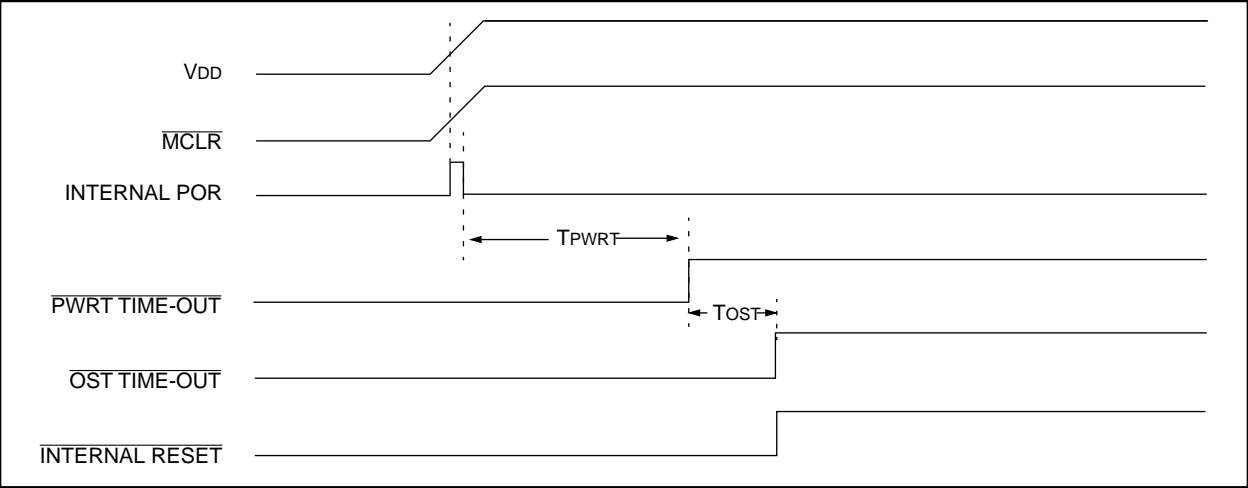 VDD
MCLR
INTERNAL POR
TPWRT
PWRT TIME-OUT
TOST
OST TIME-OUT
INTERNAL RESET